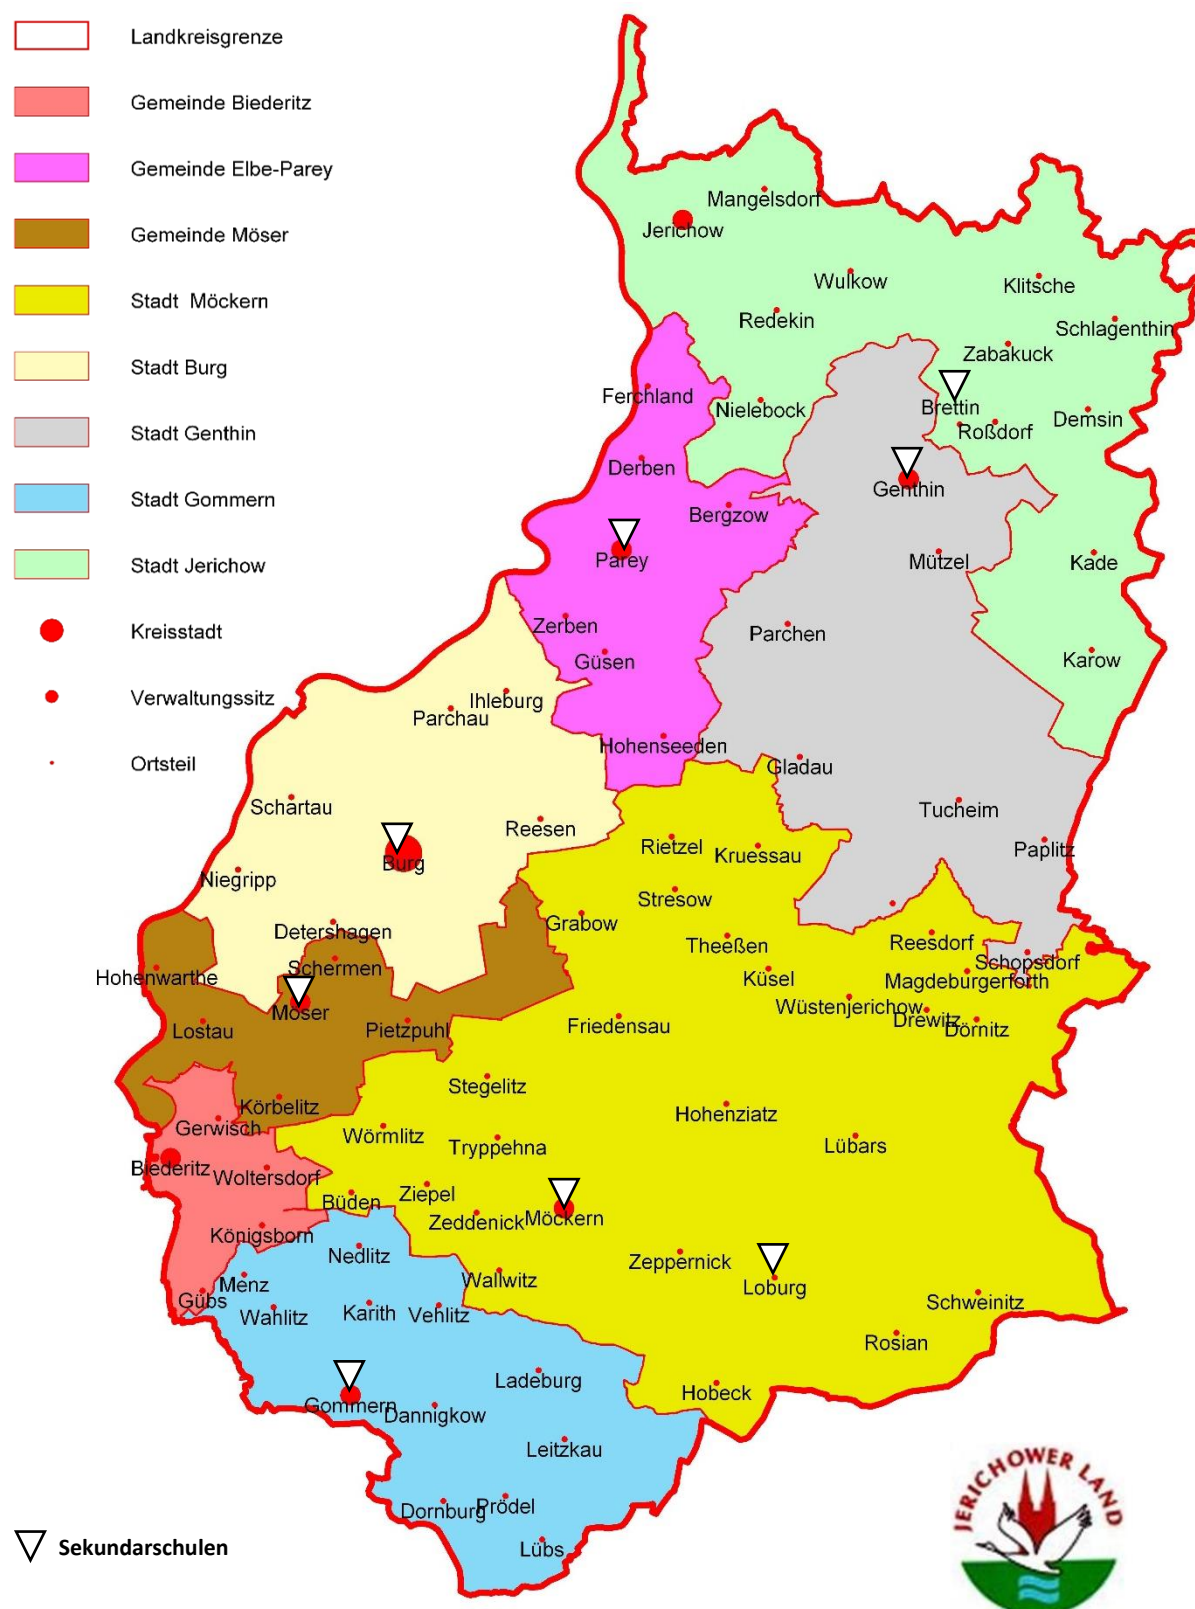 Landkreisgrenze
Gemeinde Biederitz
Gemeinde Elbe-Parey
Gemeinde Möser
Stadt Möckern
Stadt Burg
Stadt Genthin
Stadt Gommern
Stadt Jerichow
Kreisstadt
Verwaltungssitz
Ortsteil
Mangelsdorf
Jerichow
Wulkow
Klitsche
Redekin
Schlagenthin
Zabakuck
Ferchland
Nielebock
Brettin
Roßdorf
Demsin
Derben
Genthin
Bergzow
Parey
Mützel
Kade
Zerben
Parchen
Güsen
Karow
Ihleburg
Parchau
Hohenseeden
Gladau
Schartau
Tucheim
Reesen
Rietzel
Kruessau
Paplitz
Burg
Niegripp
Stresow
Grabow
Detershagen
Theeßen
Reesdorf
Schopsdorf
Schermen
Hohenwarthe
Küsel
Magdeburgerforth
Möser
Wüstenjerichow
Lostau
Pietzpuhl
Friedensau
Drewitz
Dörnitz
Stegelitz
Körbelitz
Hohenziatz
Gerwisch
Wörmlitz
Tryppehna
Lübars
Biederitz
Woltersdorf
Büden
Ziepel
Zeddenick
Möckern
Königsborn
Nedlitz
Zeppernick
Wallwitz
Loburg
Menz
Gübs
Wahlitz
Karith
Vehlitz
Schweinitz
Rosian
Ladeburg
Hobeck
Gommern
Dannigkow
Leitzkau
Dornburg
Prödel
Lübs
Sekundarschulen
JERICHOWER LAND